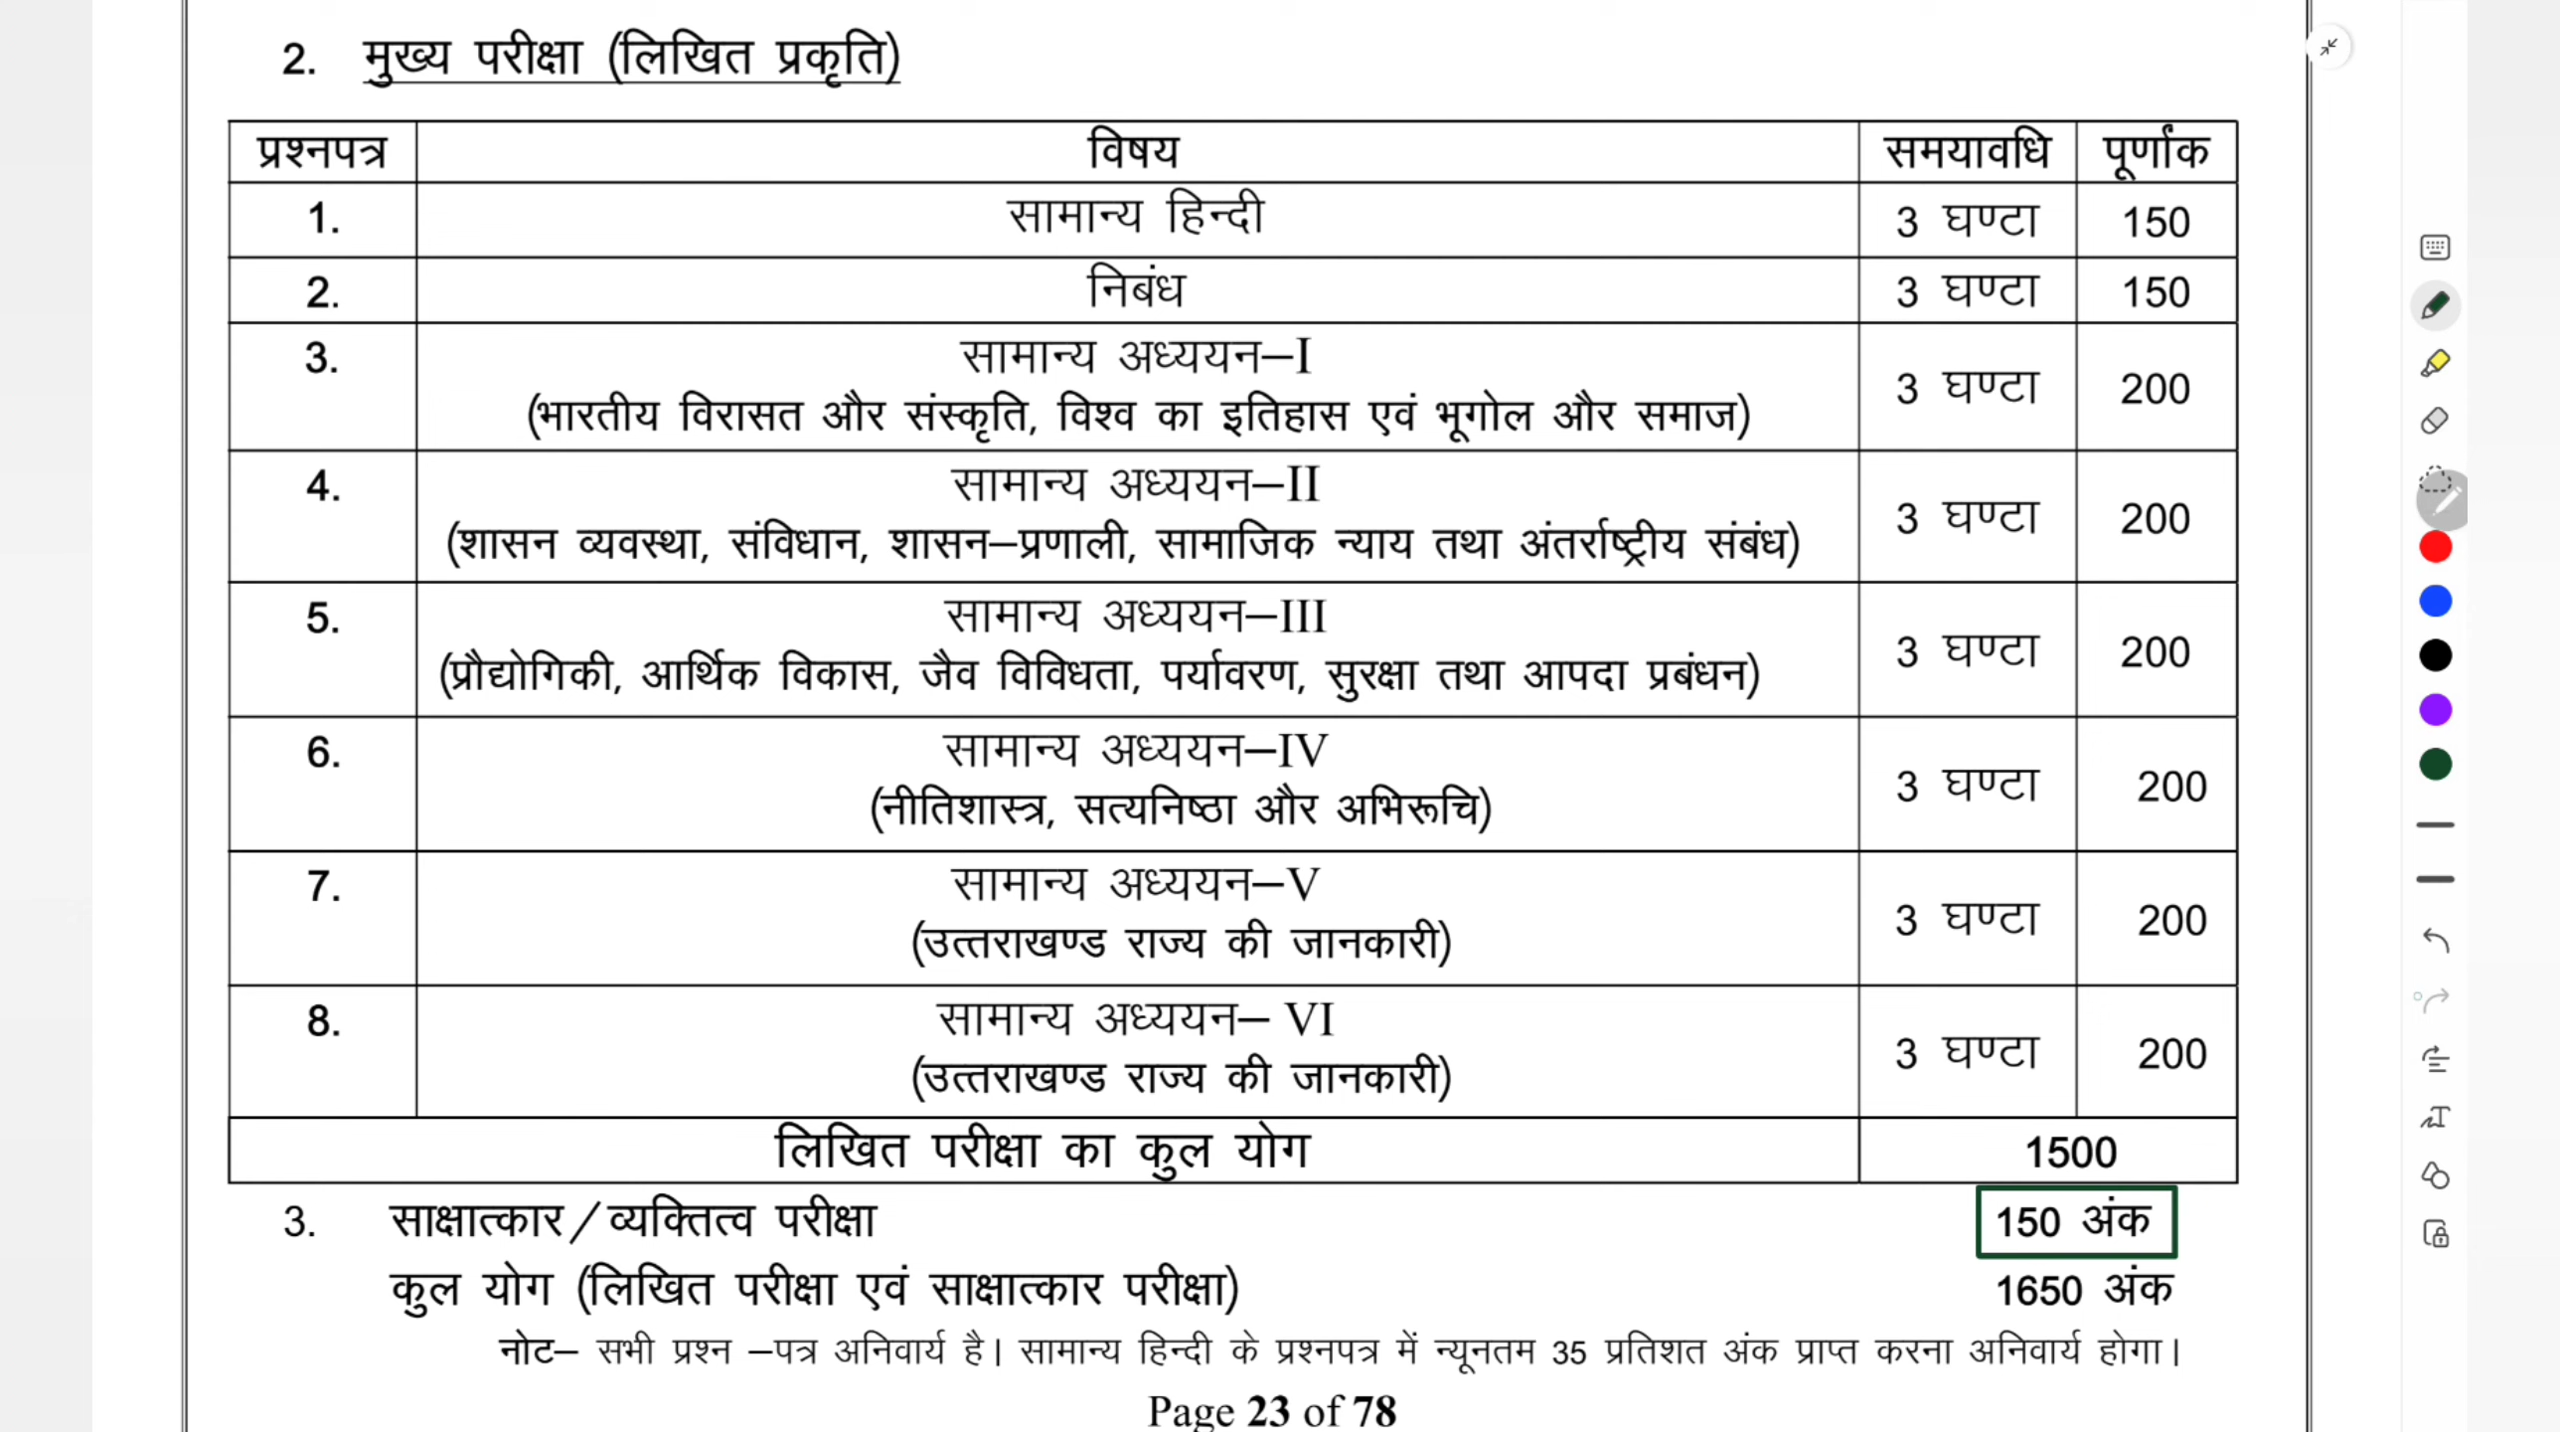 2. मुख्य परीक्षा (लिखित प्रकृति)
प्रश्नपत्र विषय समयावधि पूर्णांक
1. सामान्य हिन्दी 3 घण्टा 150
2. निबंध 3 घण्टा 150
3. सामान्य अध्ययन–I
(भारतीय विरासत और संस्कृति, विश्व का इतिहास एवं भूगोल और समाज) 3 घण्टा 200
4. सामान्य अध्ययन–II
(शासन व्यवस्था, संविधान, शासन–प्रणाली, सामाजिक न्याय तथा अंतर्राष्ट्रीय संबंध) 3 घण्टा 200
5. सामान्य अध्ययन–III
(प्रौद्योगिकी, आर्थिक विकास, जैव विविधता, पर्यावरण, सुरक्षा तथा आपदा प्रबंधन) 3 घण्टा 200
6. सामान्य अध्ययन–IV
(नीतिशास्त्र, सत्यनिष्ठा और अभिरूचि) 3 घण्टा 200
7. सामान्य अध्ययन–V
(उत्तराखण्ड राज्य की जानकारी) 3 घण्टा 200
8. सामान्य अध्ययन– VI
(उत्तराखण्ड राज्य की जानकारी) 3 घण्टा 200
लिखित परीक्षा का कुल योग 1500
3. साक्षात्कार/व्यक्तित्व परीक्षा 150 अंक
कुल योग (लिखित परीक्षा एवं साक्षात्कार परीक्षा) 1650 अंक
नोट– सभी प्रश्न –पत्र अनिवार्य है। सामान्य हिन्दी के प्रश्नपत्र में न्यूनतम 35 प्रतिशत अंक प्राप्त करना अनिवार्य होगा।
Page 23 of 78